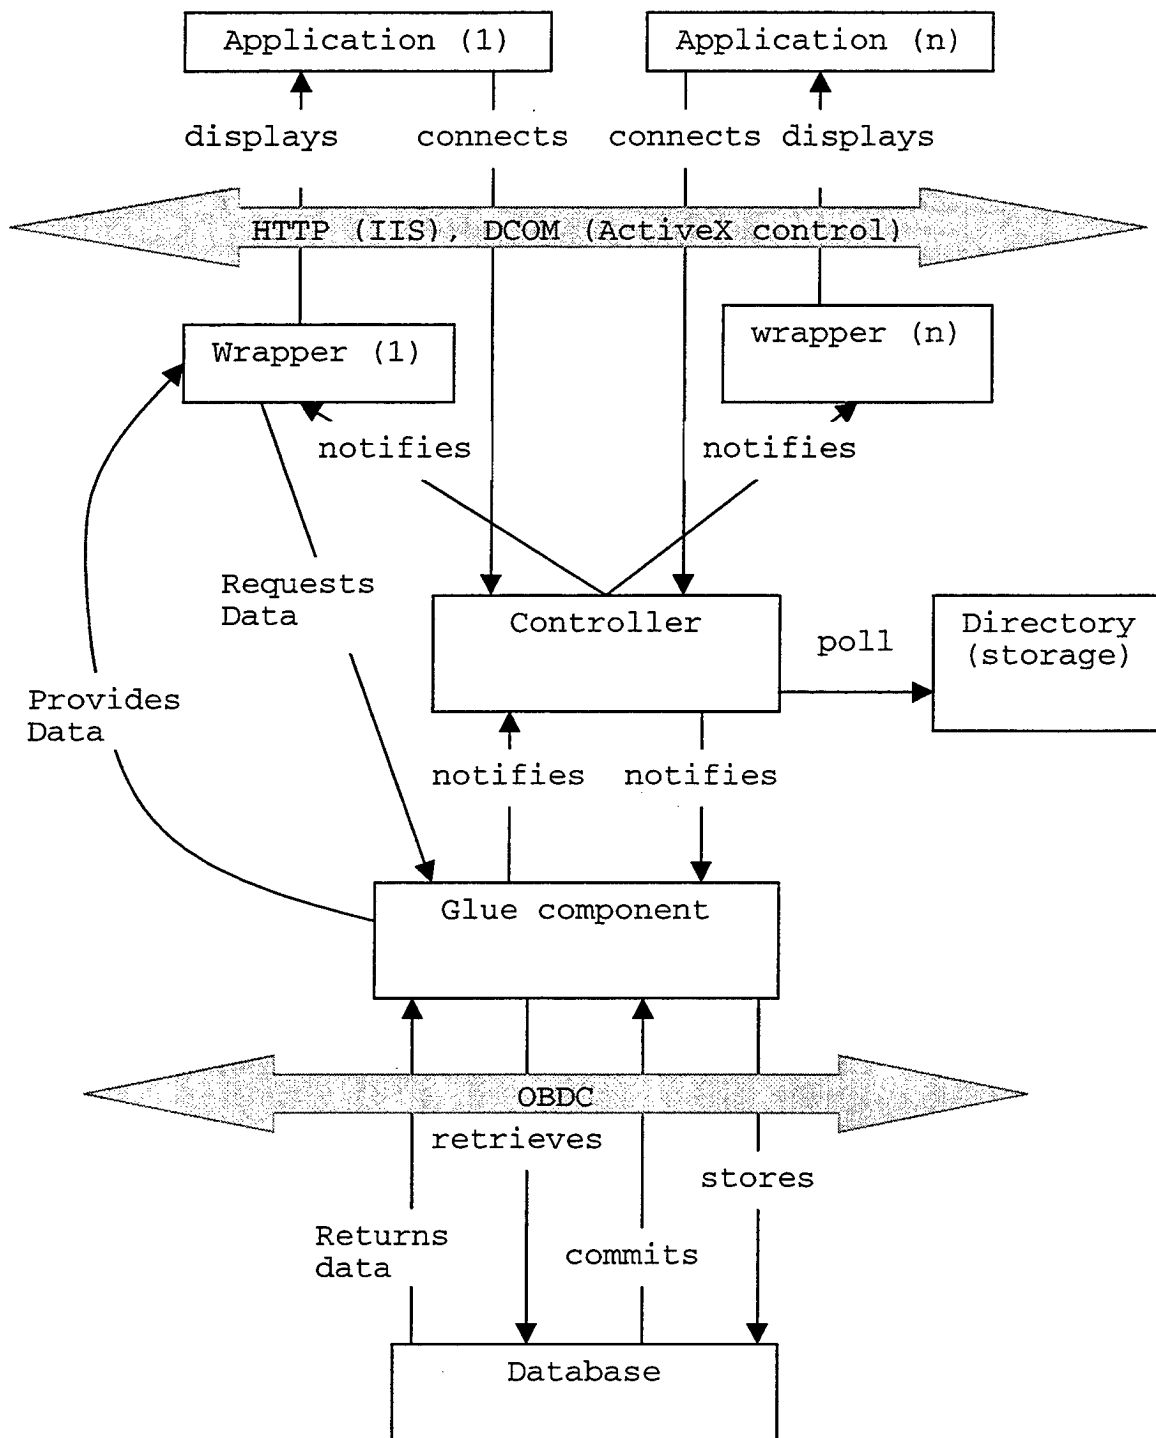 Application (1)
Application (n)
displays
connects
connects
displays
HTTP (IIS), DCOM (ActiveX control)
Wrapper (1)
wrapper (n)
notifies
notifies
Requests
Data
Controller
poll
Directory
(storage)
Provides
Data
notifies
notifies
Glue component
OBDC
retrieves
stores
Returns
data
commits
Database